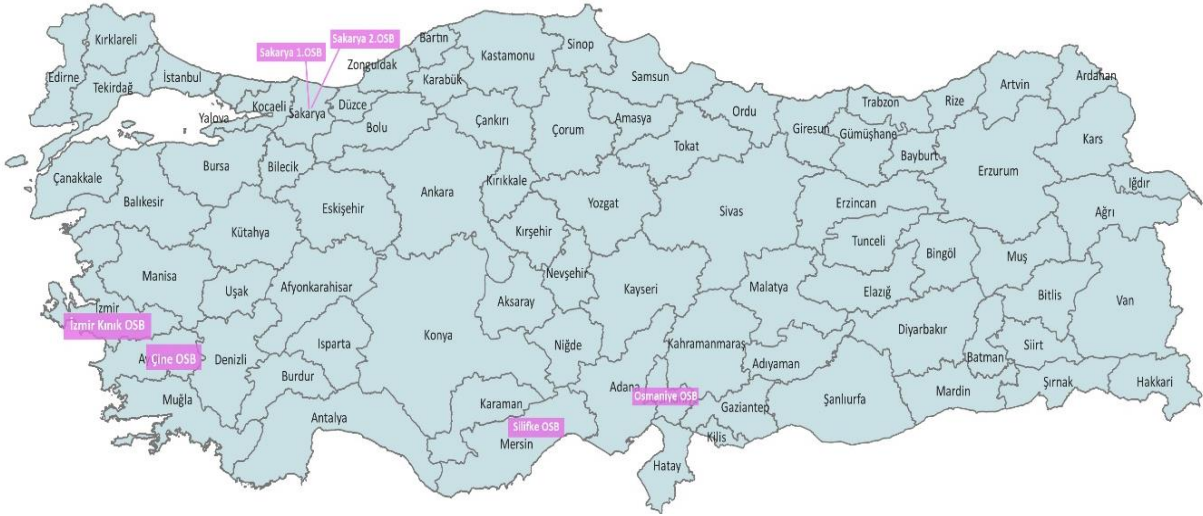 Kırklareli
Edirne
Tekirdağ
İstanbul
Sakarya 1.OSB
Sakarya 2.OSB
Bartın
Zonguldak
Kastamonu
Sinop
Karabük
Samsun
Kocaeli
Yalova
Sakarya
Düzce
Bolu
Çankırı
Çorum
Amasya
Ordu
Tokat
Giresun
Trabzon
Gümüşhane
Rize
Bayburt
Artvin
Ardahan
Kars
Erzurum
Iğdır
Ağrı
Çanakkale
Balıkesir
Bursa
Bilecik
Kütahya
Eskişehir
Ankara
Kırıkkale
Kırşehir
Yozgat
Sivas
Erzincan
Tunceli
Bingöl
Muş
Manisa
Uşak
Afyonkarahisar
Konya
Aksaray
Nevşehir
Kayseri
Malatya
Elazığ
Bitlis
Van
İzmir
İzmir Kınık OSB
Çine OSB
Denizli
Isparta
Burdur
Niğde
Kahramanmaraş
Adıyaman
Diyarbakır
Batman
Siirt
Muğla
Antalya
Karaman
Silifke OSB
Mersin
Adana
Osmaniye OSB
Gaziantep
Kilis
Hatay
Şanlıurfa
Mardin
Şırnak
Hakkari